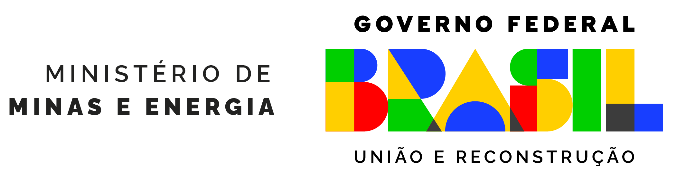 MINISTÉRIO DE
MINAS E ENERGIA
GOVERNO FEDERAL
BRASIL
UNIÃO E RECONSTRUÇÃO